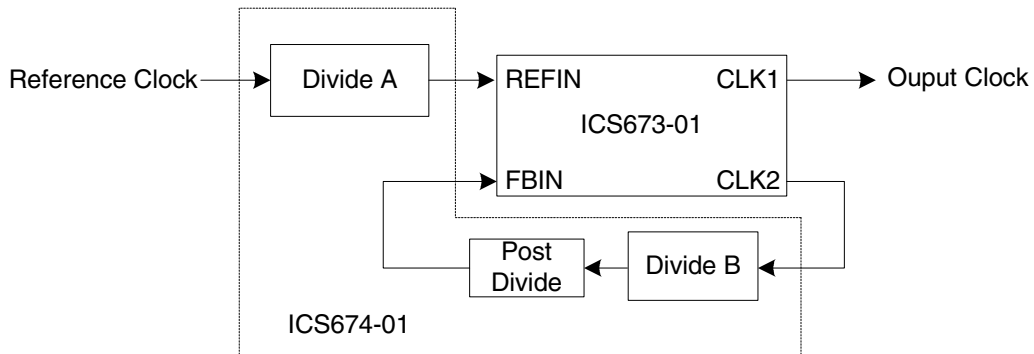 Reference Clock
Divide A
REFIN
CLK1
Ouput Clock
ICS673-01
FBIN
CLK2
Post
Divide
Divide B
ICS674-01